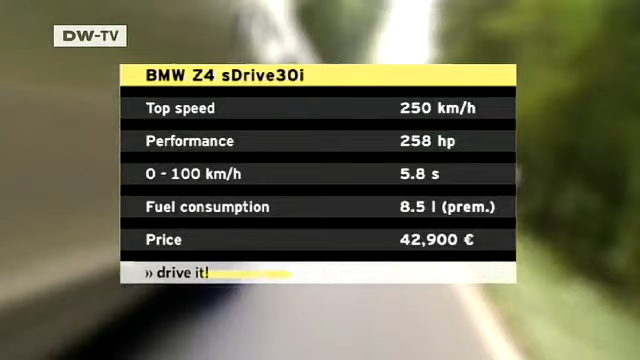 DW-TV
BMW Z4 sDrive30i
Top speed 250 km/h
Performance 258 hp
0 - 100 km/h 5.8 s
Fuel consumption 8.5 l (prem.)
Price 42,900 €
» drive it!